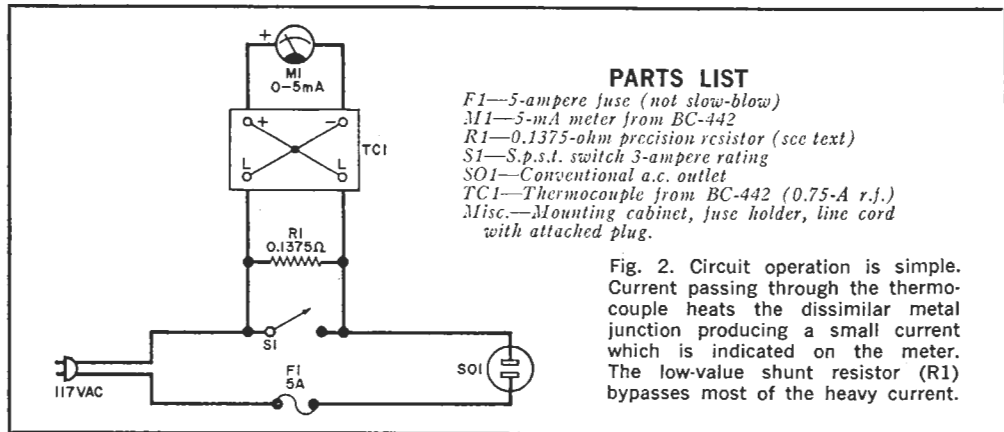 +
M1
0-5mA
+
-
TC1
L
L
R1
0.1375Ω
S1
117VAC
F1
5A
SO1
PARTS LIST
F1—5-ampere fuse (not slow-blow)
M1—5-mA meter from BC-442
R1—0.1375-ohm precision resistor (see text)
S1—S.p.s.t. switch 3-ampere rating
SO1—Conventional a.c. outlet
TC1—Thermocouple from BC-442 (0.75-A r.f.)
Misc.—Mounting cabinet, fuse holder, line cord
with attached plug.
Fig. 2. Circuit operation is simple.
Current passing through the thermo-
couple heats the dissimilar metal
junction producing a small current
which is indicated on the meter.
The low-value shunt resistor (R1)
bypasses most of the heavy current.